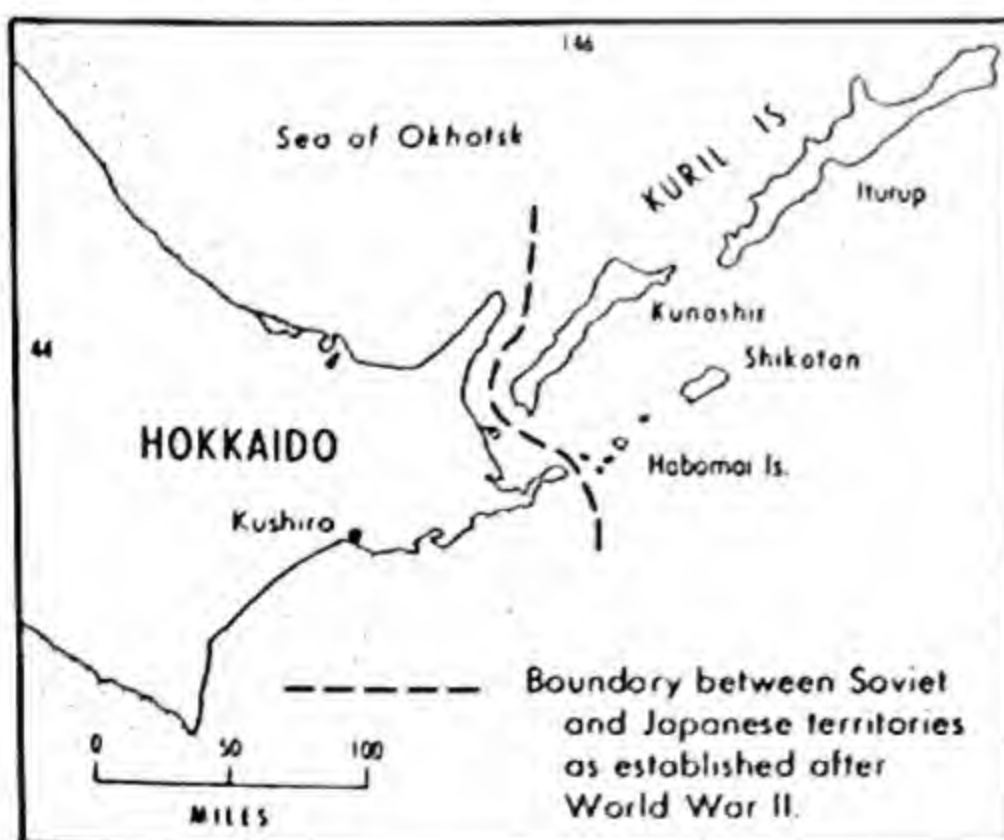 146
Sea of Okhotsk
KURIL IS.
Iturup
Kunashir
44
Shikotan
HOKKAIDO
Habomai Is.
Kushiro
Boundary between Soviet
and Japanese territories
as established after
World War II.
0 50 100
MILES